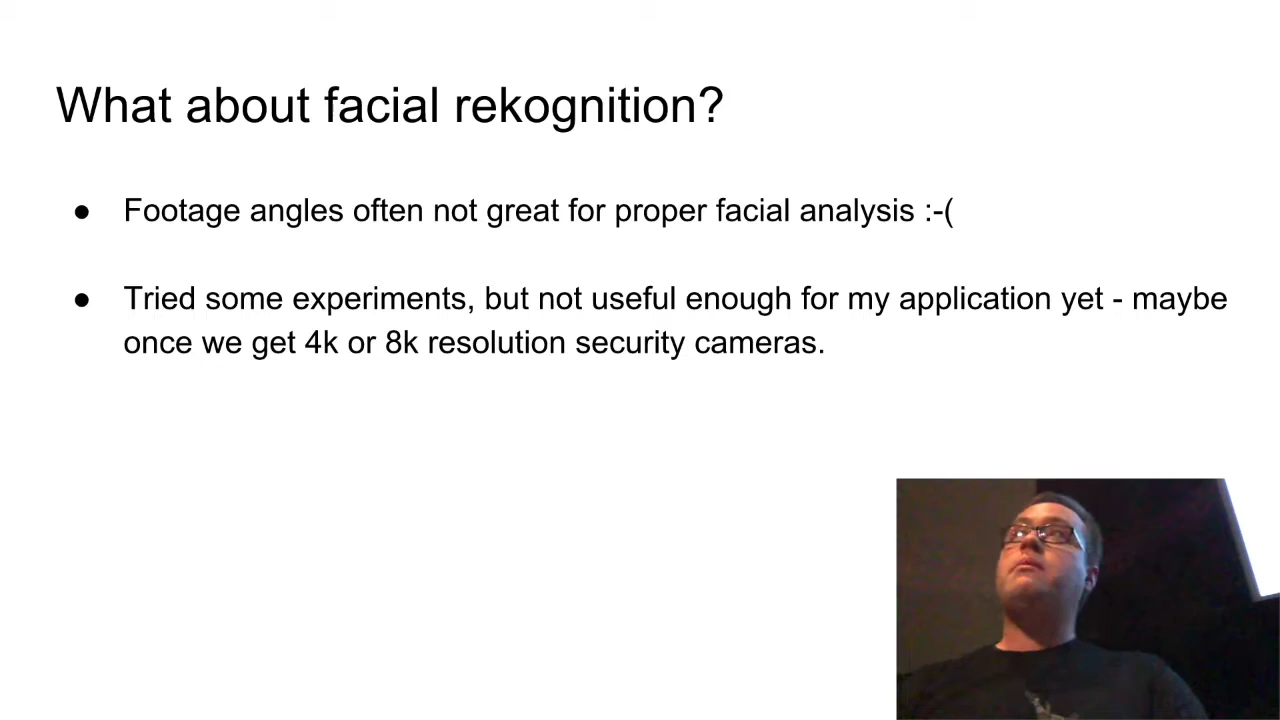 What about facial rekognition?
● Footage angles often not great for proper facial analysis :-(
● Tried some experiments, but not useful enough for my application yet - maybe
once we get 4k or 8k resolution security cameras.